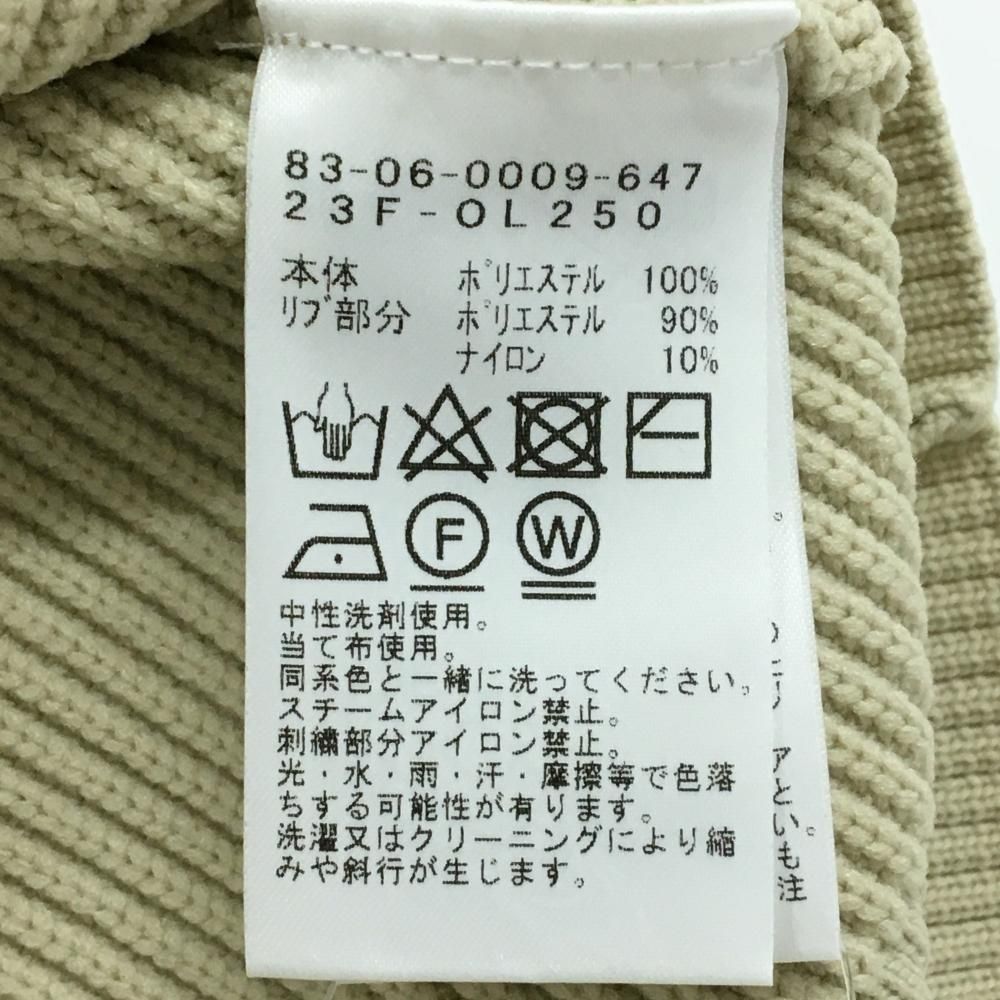 83-06-0009-647
23F-OL250
本体 ポリエステル 100%
リブ部分 ポリエステル 90%
ナイロン 10%
F W
中性洗剤使用。
当て布使用。
同系色と一緒に洗ってください。
スチームアイロン禁止。
刺繍部分アイロン禁止。
光・水・雨・汗・摩擦等で色落
ちする可能性が有ります。
洗濯又はクリーニングにより縮
みや斜行が生じます。
アと
い。
も
注